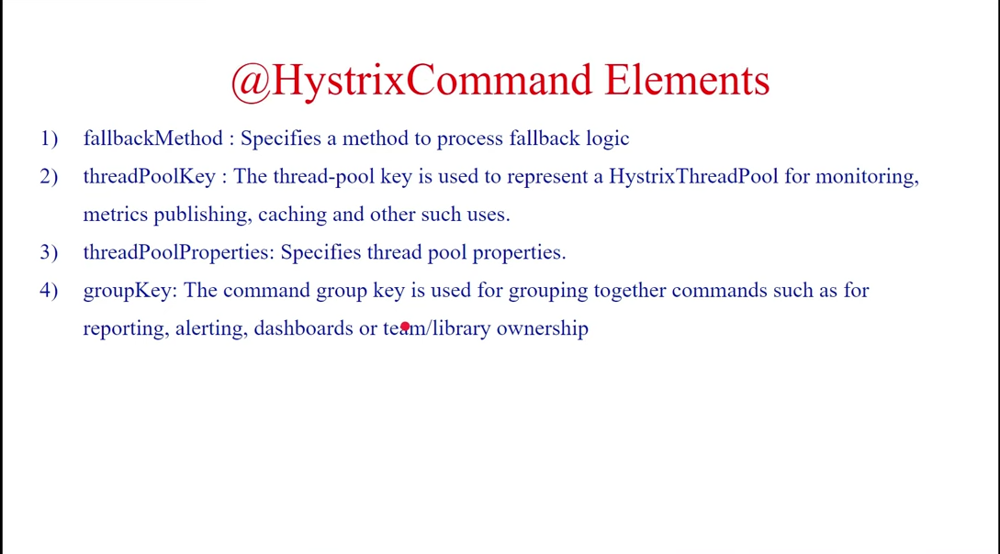 @HystrixCommand Elements
1) fallbackMethod : Specifies a method to process fallback logic
2) threadPoolKey : The thread-pool key is used to represent a HystrixThreadPool for monitoring,
metrics publishing, caching and other such uses.
3) threadPoolProperties: Specifies thread pool properties.
4) groupKey: The command group key is used for grouping together commands such as for
reporting, alerting, dashboards or team/library ownership